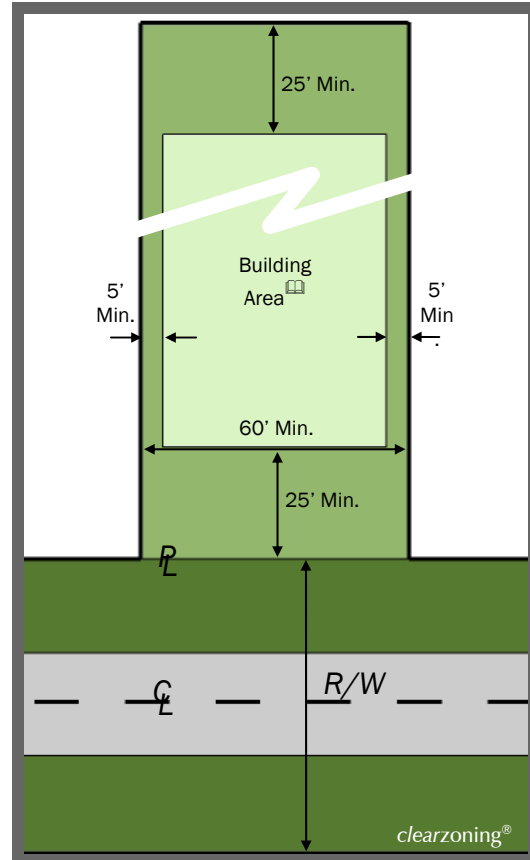 25’ Min.
Building
Area
5’
Min.
5’
Min
.
60’ Min.
25’ Min.
PL
CL
R/W
clearzoning®